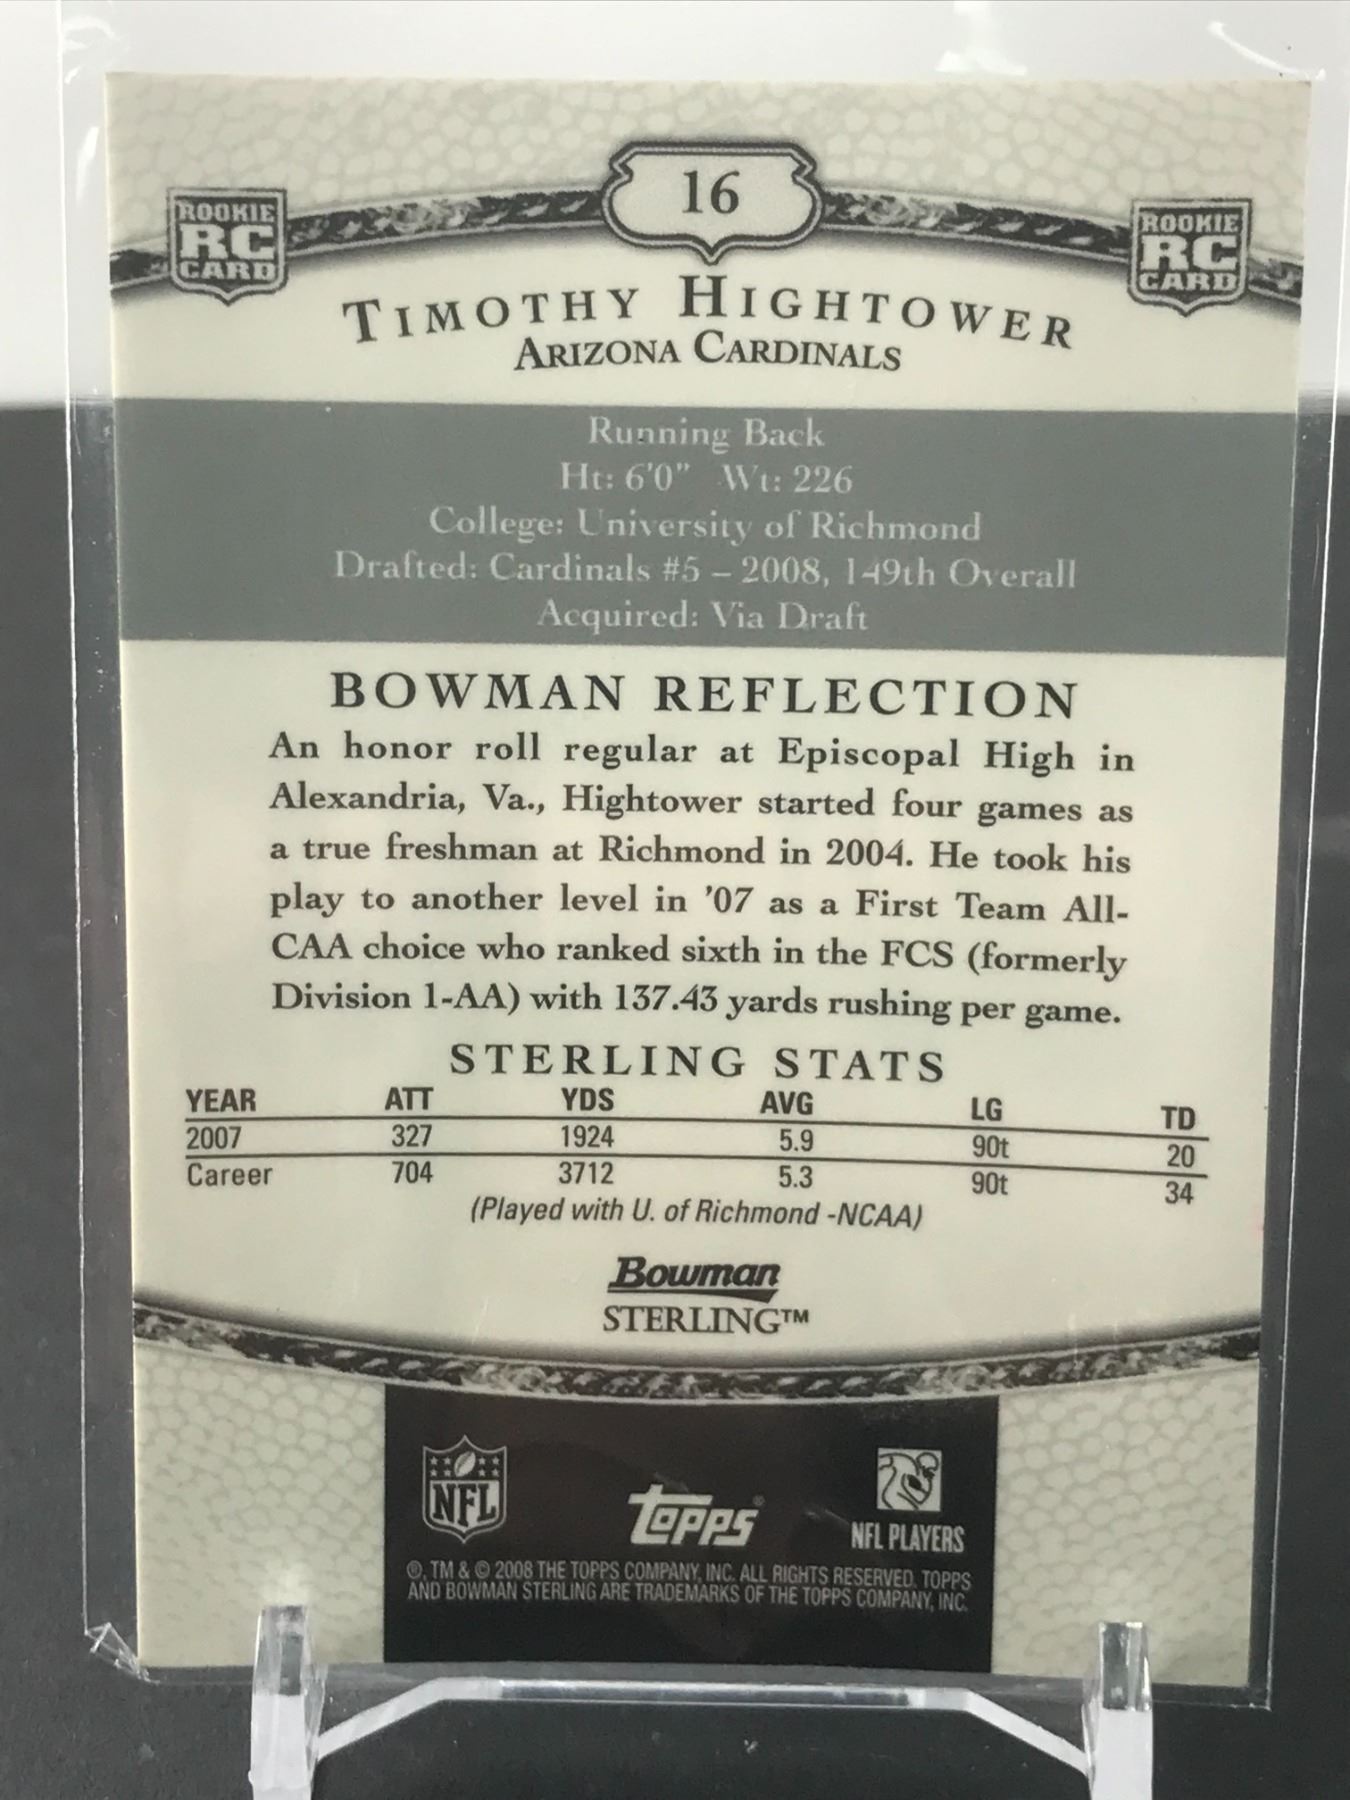 16
ROOKIE
RC
CARD
ROOKIE
RC
CARD
TIMOTHY HIGHTOWER
ARIZONA CARDINALS
Running Back
Ht: 6'0" Wt: 226
College: University of Richmond
Drafted: Cardinals #5 – 2008, 149th Overall
Acquired: Via Draft
BOWMAN REFLECTION
An honor roll regular at Episcopal High in
Alexandria, Va., Hightower started four games as
a true freshman at Richmond in 2004. He took his
play to another level in '07 as a First Team All-
CAA choice who ranked sixth in the FCS (formerly
Division 1-AA) with 137.43 yards rushing per game.
STERLING STATS
YEAR ATT YDS AVG LG TD
2007 327 1924 5.9 90t 20
Career 704 3712 5.3 90t 34
(Played with U. of Richmond -NCAA)
Bowman
STERLING™
NFL
topps®
NFL PLAYERS
®, TM & © 2008 THE TOPPS COMPANY, INC. ALL RIGHTS RESERVED. TOPPS
AND BOWMAN STERLING ARE TRADEMARKS OF THE TOPPS COMPANY, INC.